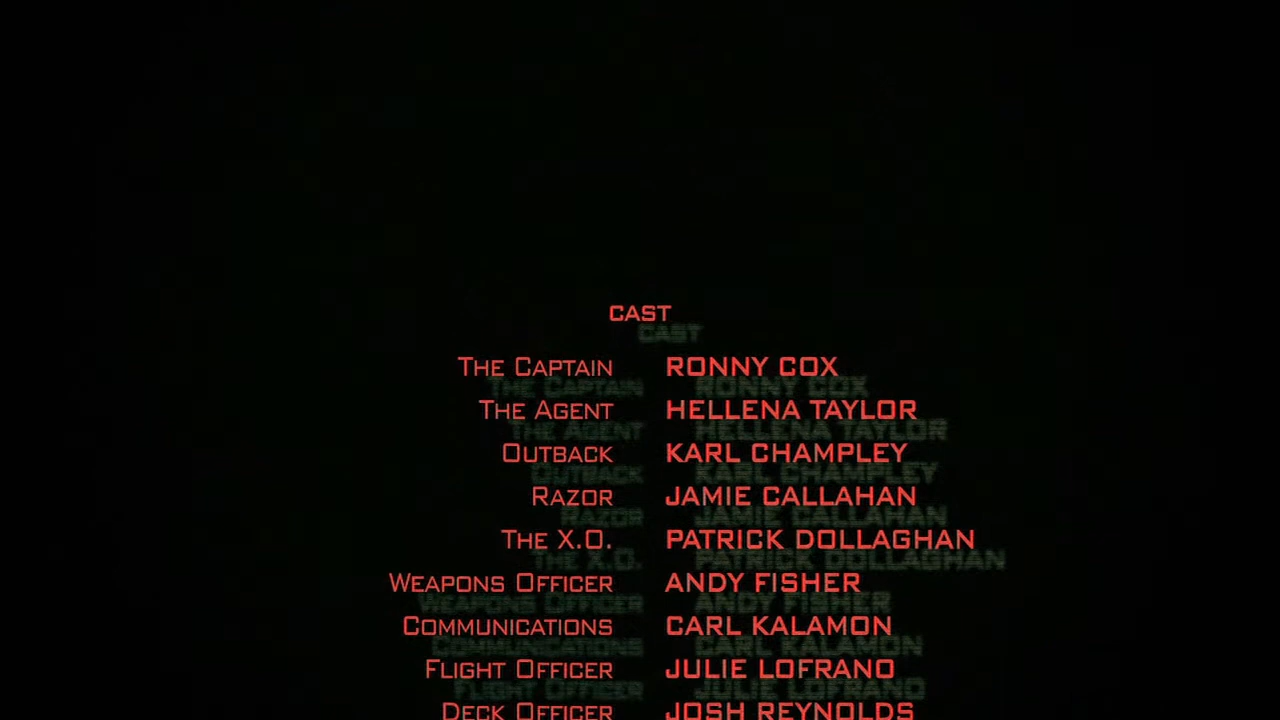 CAST
THE CAPTAIN RONNY COX
THE AGENT HELLENA TAYLOR
OUTBACK KARL CHAMPLEY
RAZOR JAMIE CALLAHAN
THE X.O. PATRICK DOLLAGHAN
WEAPONS OFFICER ANDY FISHER
COMMUNICATIONS CARL KALAMON
FLIGHT OFFICER JULIE LOFRANO
DECK OFFICER JOSH REYNOLDS